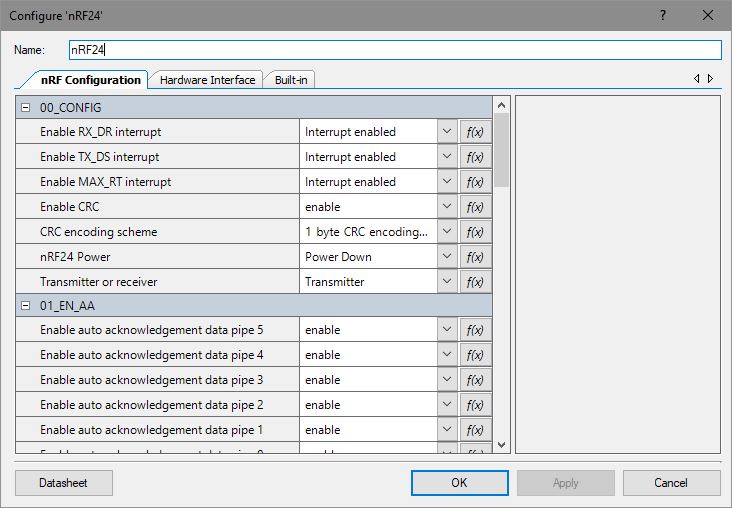 Configure 'nRF24'
?
Name: nRF24
nRF Configuration Hardware Interface Built-in
00_CONFIG
Enable RX_DR interrupt Interrupt enabled f(x)
Enable TX_DS interrupt Interrupt enabled f(x)
Enable MAX_RT interrupt Interrupt enabled f(x)
Enable CRC enable f(x)
CRC encoding scheme 1 byte CRC encoding... f(x)
nRF24 Power Power Down f(x)
Transmitter or receiver Transmitter f(x)
01_EN_AA
Enable auto acknowledgement data pipe 5 enable f(x)
Enable auto acknowledgement data pipe 4 enable f(x)
Enable auto acknowledgement data pipe 3 enable f(x)
Enable auto acknowledgement data pipe 2 enable f(x)
Enable auto acknowledgement data pipe 1 enable f(x)
Datasheet OK Apply Cancel